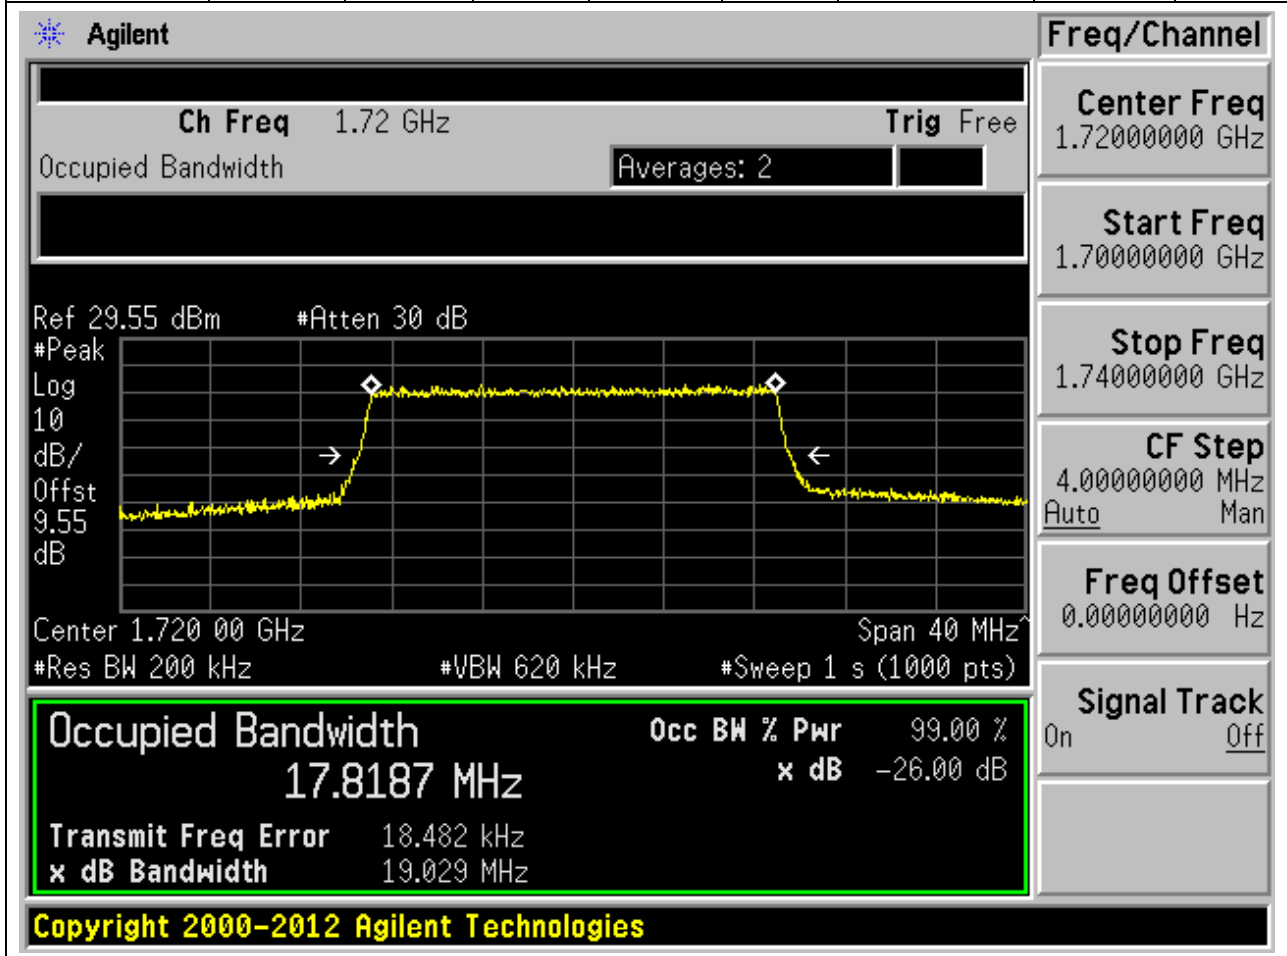 Agilent
Freq/Channel
Ch Freq 1.72 GHz Trig Free
Occupied Bandwidth Averages: 2
Center Freq
1.72000000 GHz
Start Freq
1.70000000 GHz
Stop Freq
1.74000000 GHz
CF Step
4.00000000 MHz
Auto Man
Freq Offset
0.00000000 Hz
Signal Track
On Off
Ref 29.55 dBm #Atten 30 dB
#Peak
Log
10
dB/
Offst
9.55
dB
Center 1.720 00 GHz Span 40 MHz^
#Res BW 200 kHz #VBW 620 kHz #Sweep 1 s (1000 pts)
Occupied Bandwidth Occ BW % Pwr 99.00 %
17.8187 MHz x dB -26.00 dB
Transmit Freq Error 18.482 kHz
x dB Bandwidth 19.029 MHz
Copyright 2000-2012 Agilent Technologies